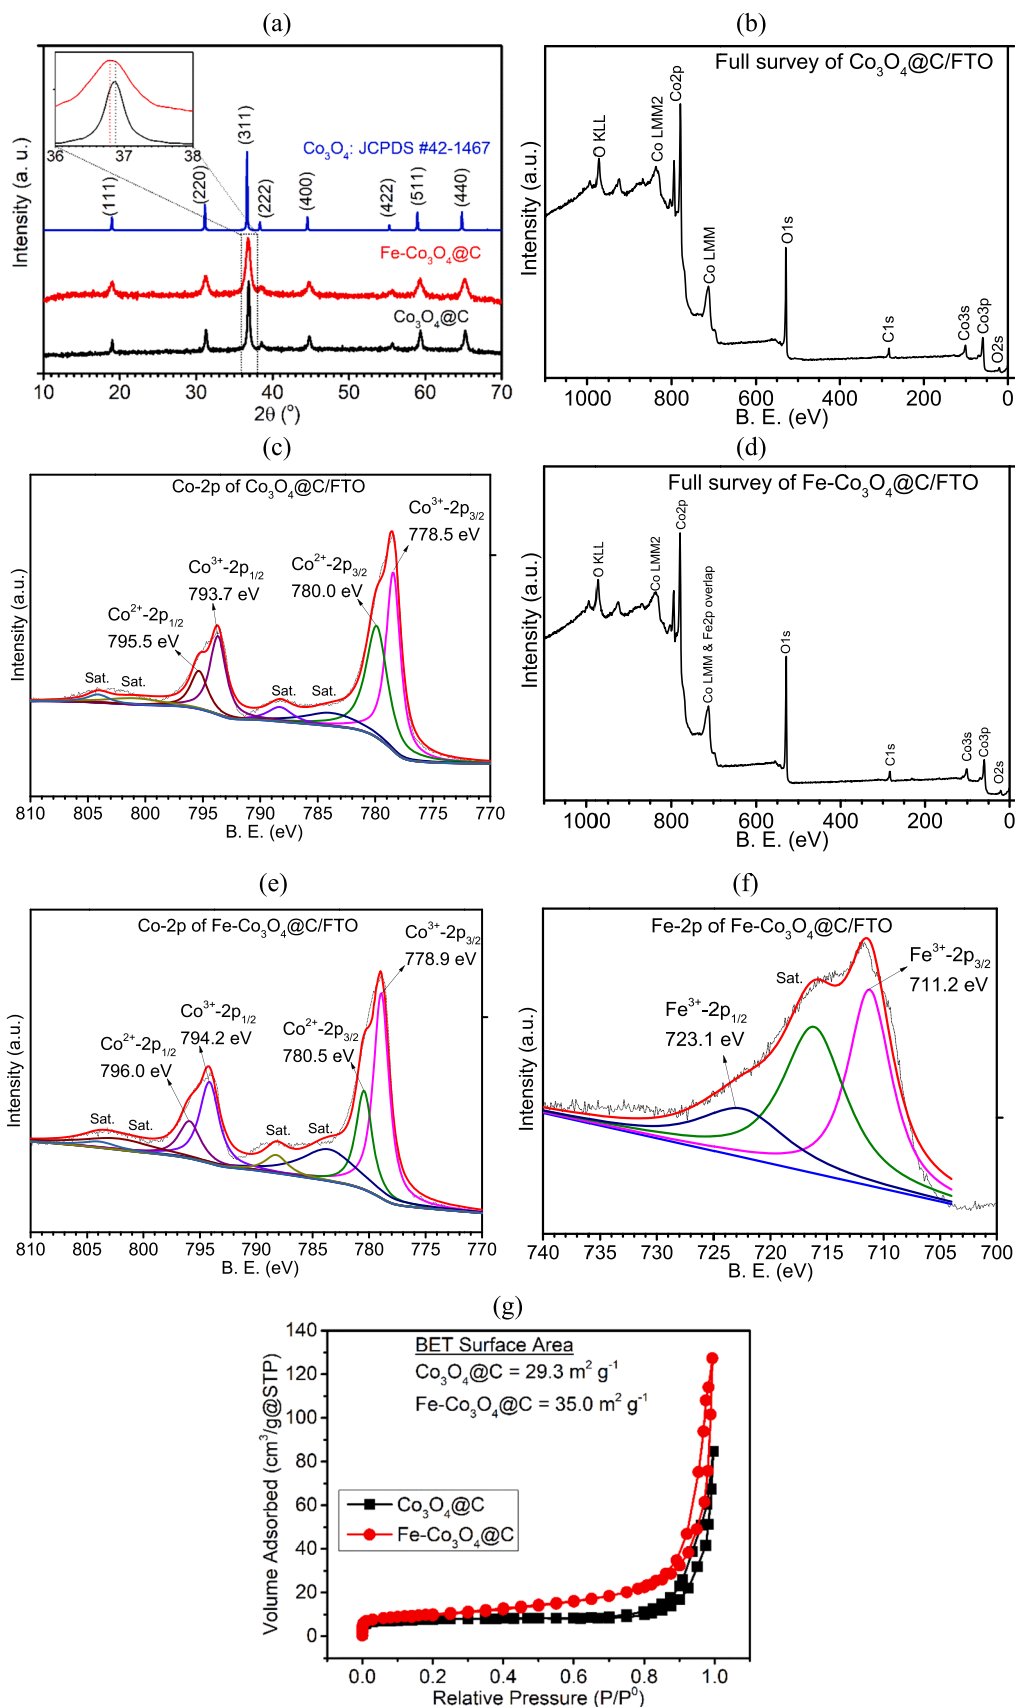 (a)
36 37 38
Co₃O₄: JCPDS #42-1467
(111) (220) (311) (222) (400) (422) (511) (440)
Fe-Co₃O₄@C
Co₃O₄@C
Intensity (a. u.)
10 20 30 40 50 60 70
2θ (°)
(b)
Full survey of Co₃O₄@C/FTO
O KLL
Co LMM2
Co2p
Co LMM
O1s
C1s
Co3s
Co3p
O2s
Intensity (a.u.)
1000 800 600 400 200 0
B. E. (eV)
(c)
Co-2p of Co₃O₄@C/FTO
Co³⁺-2p₃/₂
778.5 eV
Co²⁺-2p₃/₂
780.0 eV
Co³⁺-2p₁/₂
793.7 eV
Co²⁺-2p₁/₂
795.5 eV
Sat. Sat. Sat. Sat.
Intensity (a.u.)
810 805 800 795 790 785 780 775 770
B. E. (eV)
(d)
Full survey of Fe-Co₃O₄@C/FTO
O KLL
Co LMM2
Co2p
Co LMM & Fe2p overlap
O1s
C1s
Co3s
Co3p
O2s
Intensity (a.u.)
1000 800 600 400 200 0
B. E. (eV)
(e)
Co-2p of Fe-Co₃O₄@C/FTO
Co³⁺-2p₃/₂
778.9 eV
Co³⁺-2p₁/₂
794.2 eV
Co²⁺-2p₃/₂
780.5 eV
Co²⁺-2p₁/₂
796.0 eV
Sat. Sat. Sat. Sat.
Intensity (a.u.)
810 805 800 795 790 785 780 775 770
B. E. (eV)
(f)
Fe-2p of Fe-Co₃O₄@C/FTO
Fe³⁺-2p₃/₂
711.2 eV
Sat.
Fe³⁺-2p₁/₂
723.1 eV
Intensity (a.u.)
740 735 730 725 720 715 710 705 700
B. E. (eV)
(g)
BET Surface Area
Co₃O₄@C = 29.3 m² g⁻¹
Fe-Co₃O₄@C = 35.0 m² g⁻¹
Co₃O₄@C
Fe-Co₃O₄@C
Volume Adsorbed (cm³/g@STP)
140
120
100
80
60
40
20
0
0.0 0.2 0.4 0.6 0.8 1.0
Relative Pressure (P/P⁰)